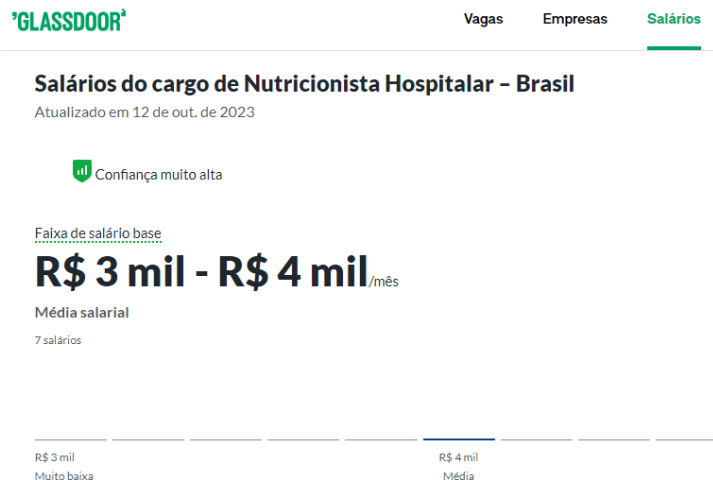 GLASSDOOR
Vagas Empresas Salários
Salários do cargo de Nutricionista Hospitalar – Brasil
Atualizado em 12 de out. de 2023
Confiança muito alta
Faixa de salário base
R$ 3 mil - R$ 4 mil/mês
Média salarial
7 salários
R$ 3 mil R$ 4 mil
Muito baixa Média